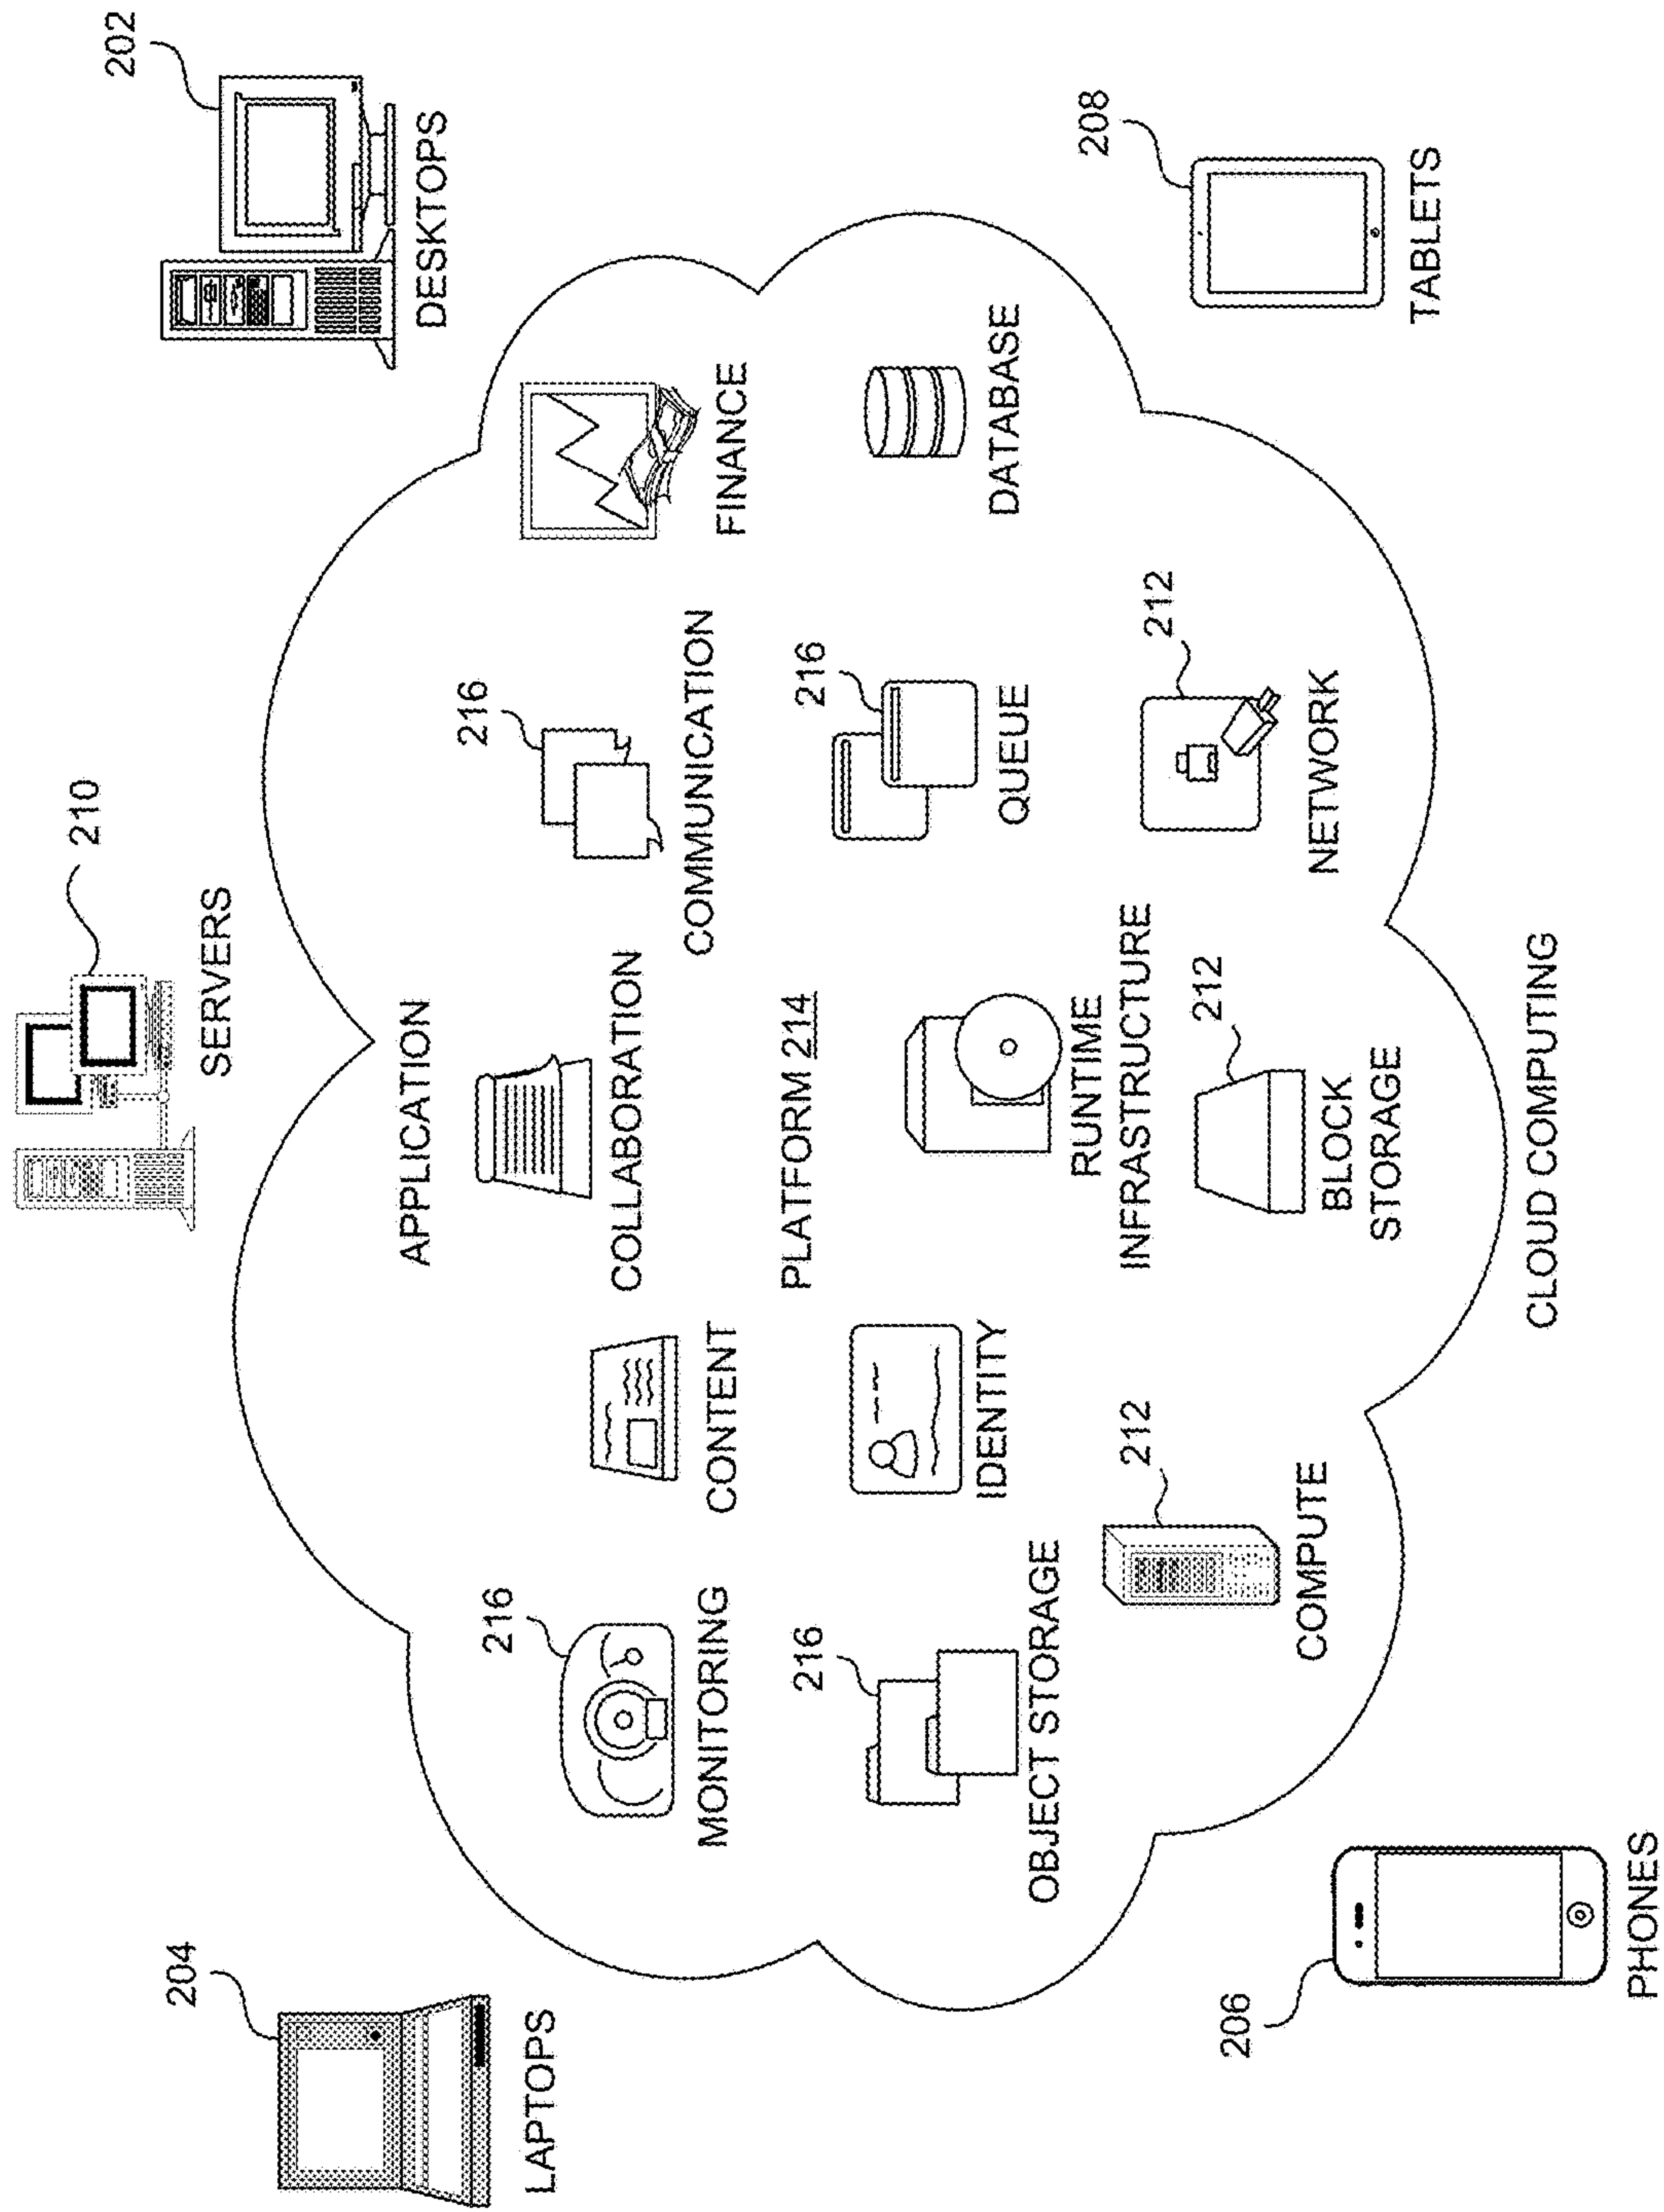 210
SERVERS
204
LAPTOPS
202
DESKTOPS
APPLICATION
216
MONITORING
CONTENT
COLLABORATION
216
COMMUNICATION
FINANCE
PLATFORM 214
216
OBJECT STORAGE
IDENTITY
RUNTIME
216
QUEUE
DATABASE
INFRASTRUCTURE
212
COMPUTE
212
BLOCK
STORAGE
212
NETWORK
206
PHONES
208
TABLETS
CLOUD COMPUTING